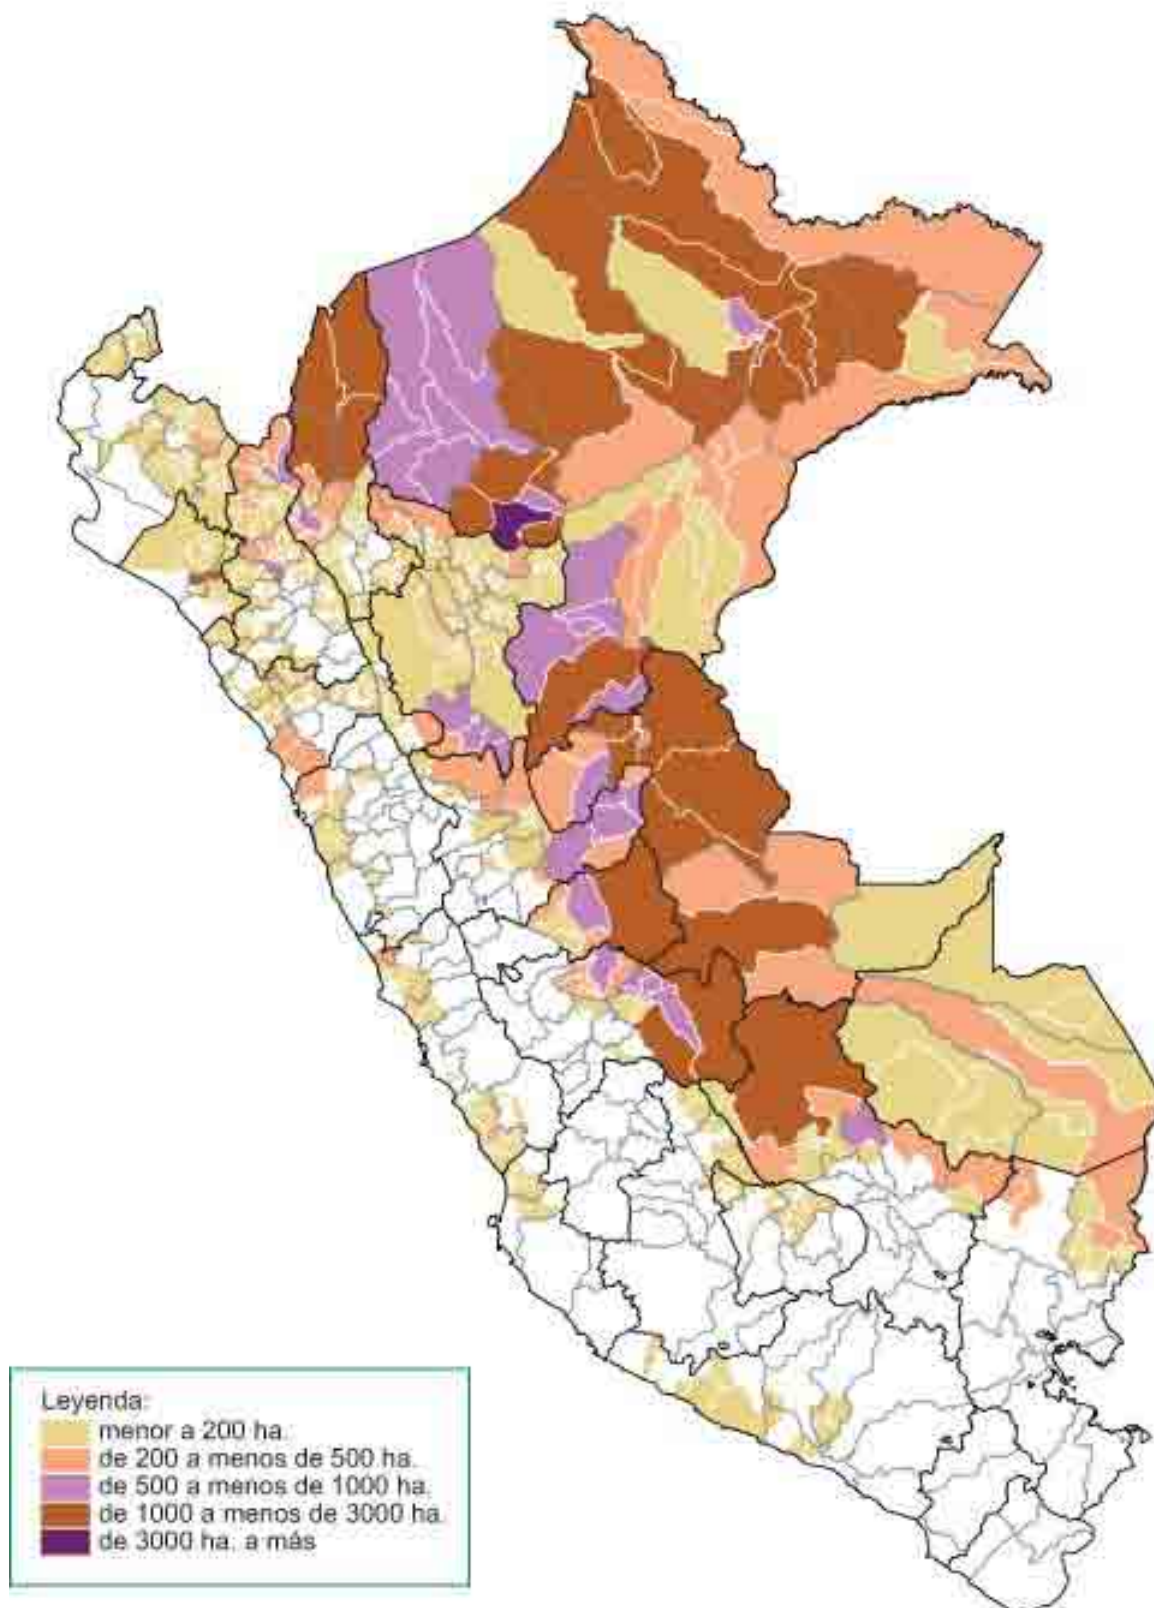 Leyenda:
menor a 200 ha.
de 200 a menos de 500 ha.
de 500 a menos de 1000 ha.
de 1000 a menos de 3000 ha.
de 3000 ha. a más